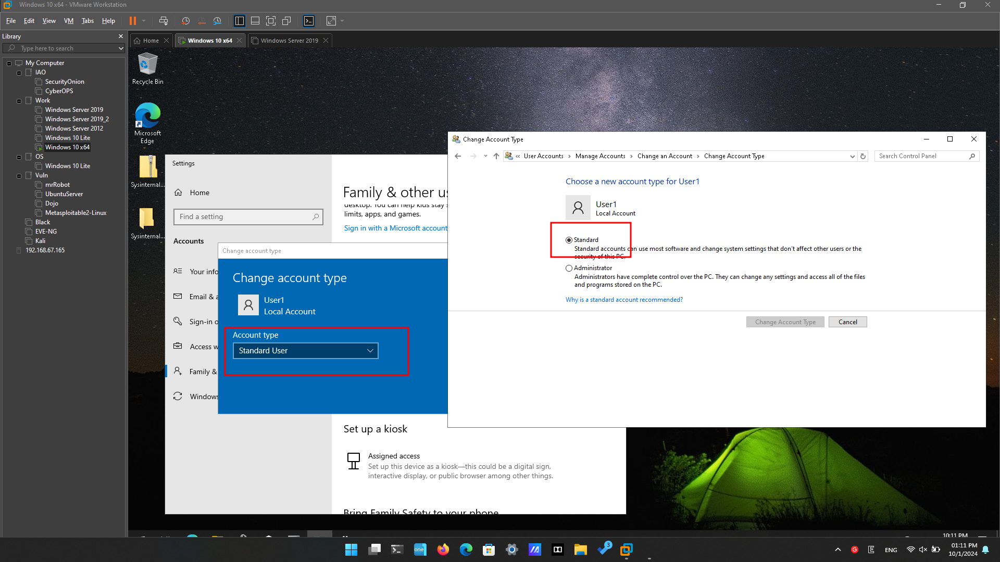 Windows 10 x64 - VMware Workstation
File Edit View VM Tabs Help
Library
Type here to search
My Computer
IAO
SecurityOnion
CyberOPS
Work
Windows Server 2019
Windows Server 2019_2
Windows Server 2012
Windows 10 Lite
Windows 10 x64
OS
Windows 10 Lite
Vuln
mrRobot
UbuntuServer
Dojo
Metasploitable2-Linux
Black
EVE-NG
Kali
192.168.67.165
Home
Windows 10 x64
Windows Server 2019
Recycle Bin
Microsoft
Edge
Sysinternal...
Sysinternal...
Settings
Home
Find a setting
Accounts
Your info
Email & a
Sign-in o
Access w
Family &
Windows
Family & other us
desktop. You can help kids stay s
limits, apps, and games.
Sign in with a Microsoft account
Change account type
Change account type
User1
Local Account
Account type
Standard User
Set up a kiosk
Assigned access
Set up this device as a kiosk—this could be a digital sign,
interactive display, or public browser among other things.
Bring Family Safety to your phone
Change Account Type
« User Accounts > Manage Accounts > Change an Account > Change Account Type
Search Control Panel
Choose a new account type for User1
User1
Local Account
Standard
Standard accounts can use most software and change system settings that don't affect other users or the
security of this PC.
Administrator
Administrators have complete control over the PC. They can change any settings and access all of the files
and programs stored on the PC.
Why is a standard account recommended?
Change Account Type
Cancel
10:11 PM
one
3
ENG
01:11 PM
10/1/2024